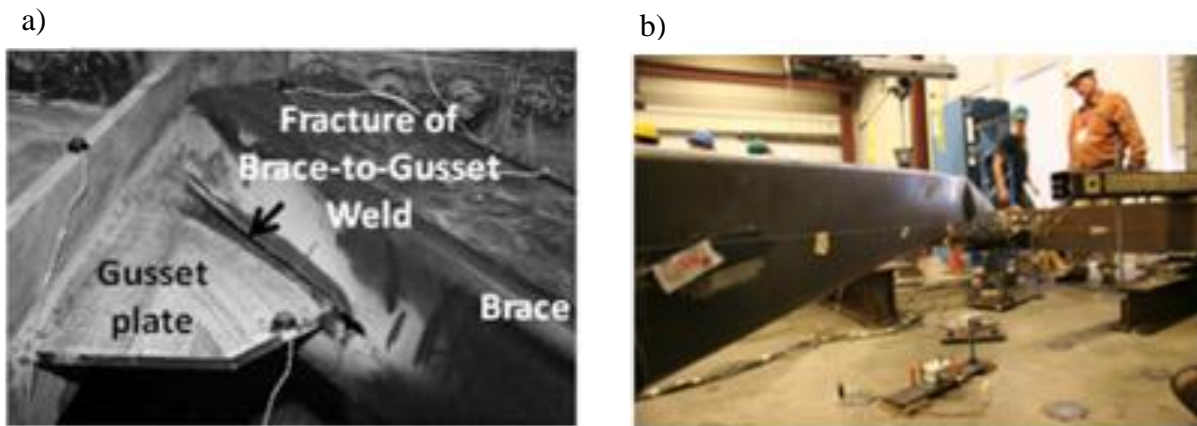 a)
b)
Fracture of
Brace-to-Gusset
Weld
Gusset
plate
Brace